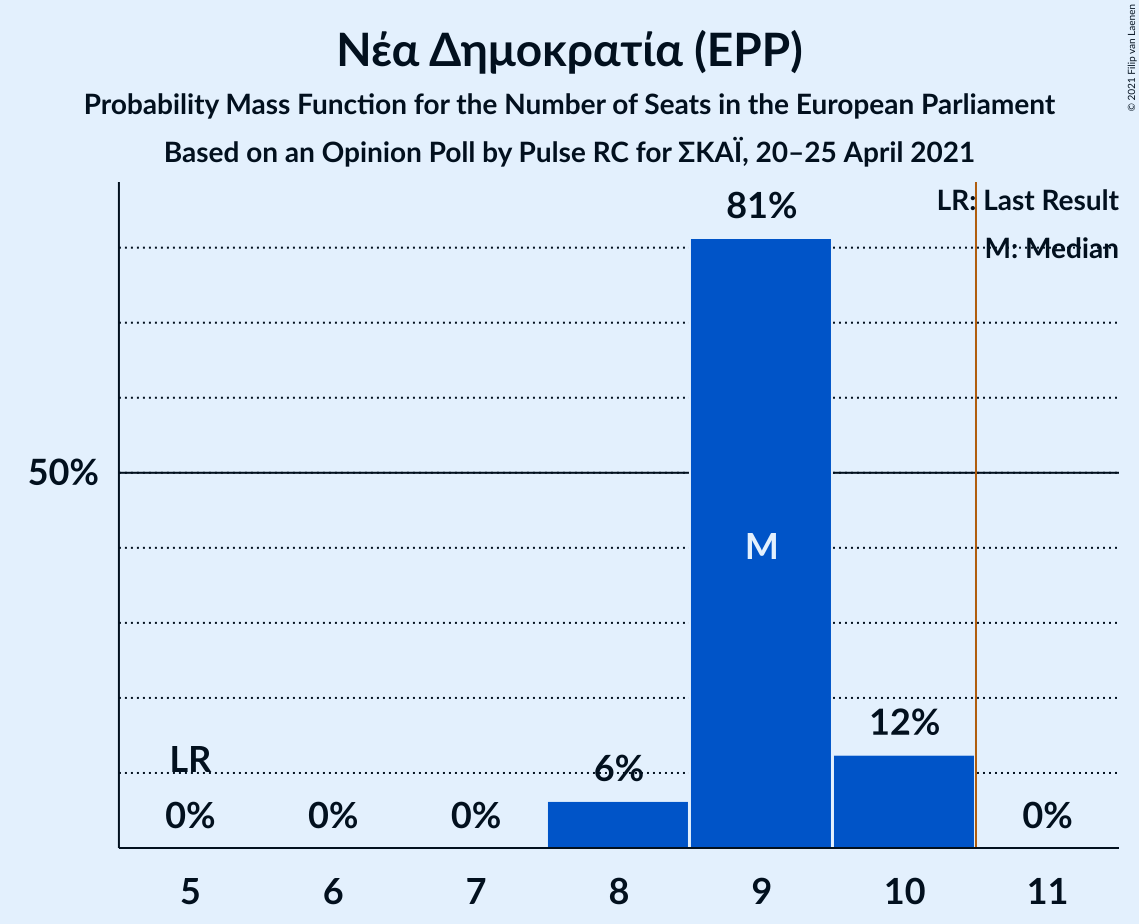 Νέα Δημοκρατία (EPP)
Probability Mass Function for the Number of Seats in the European Parliament
Based on an Opinion Poll by Pulse RC for ΣΚΑΪ, 20–25 April 2021
© 2021 Filip van Laenen
LR: Last Result
M: Median
81%
50%
M
12%
LR
6%
0% 0% 0% 0%
5 6 7 8 9 10 11